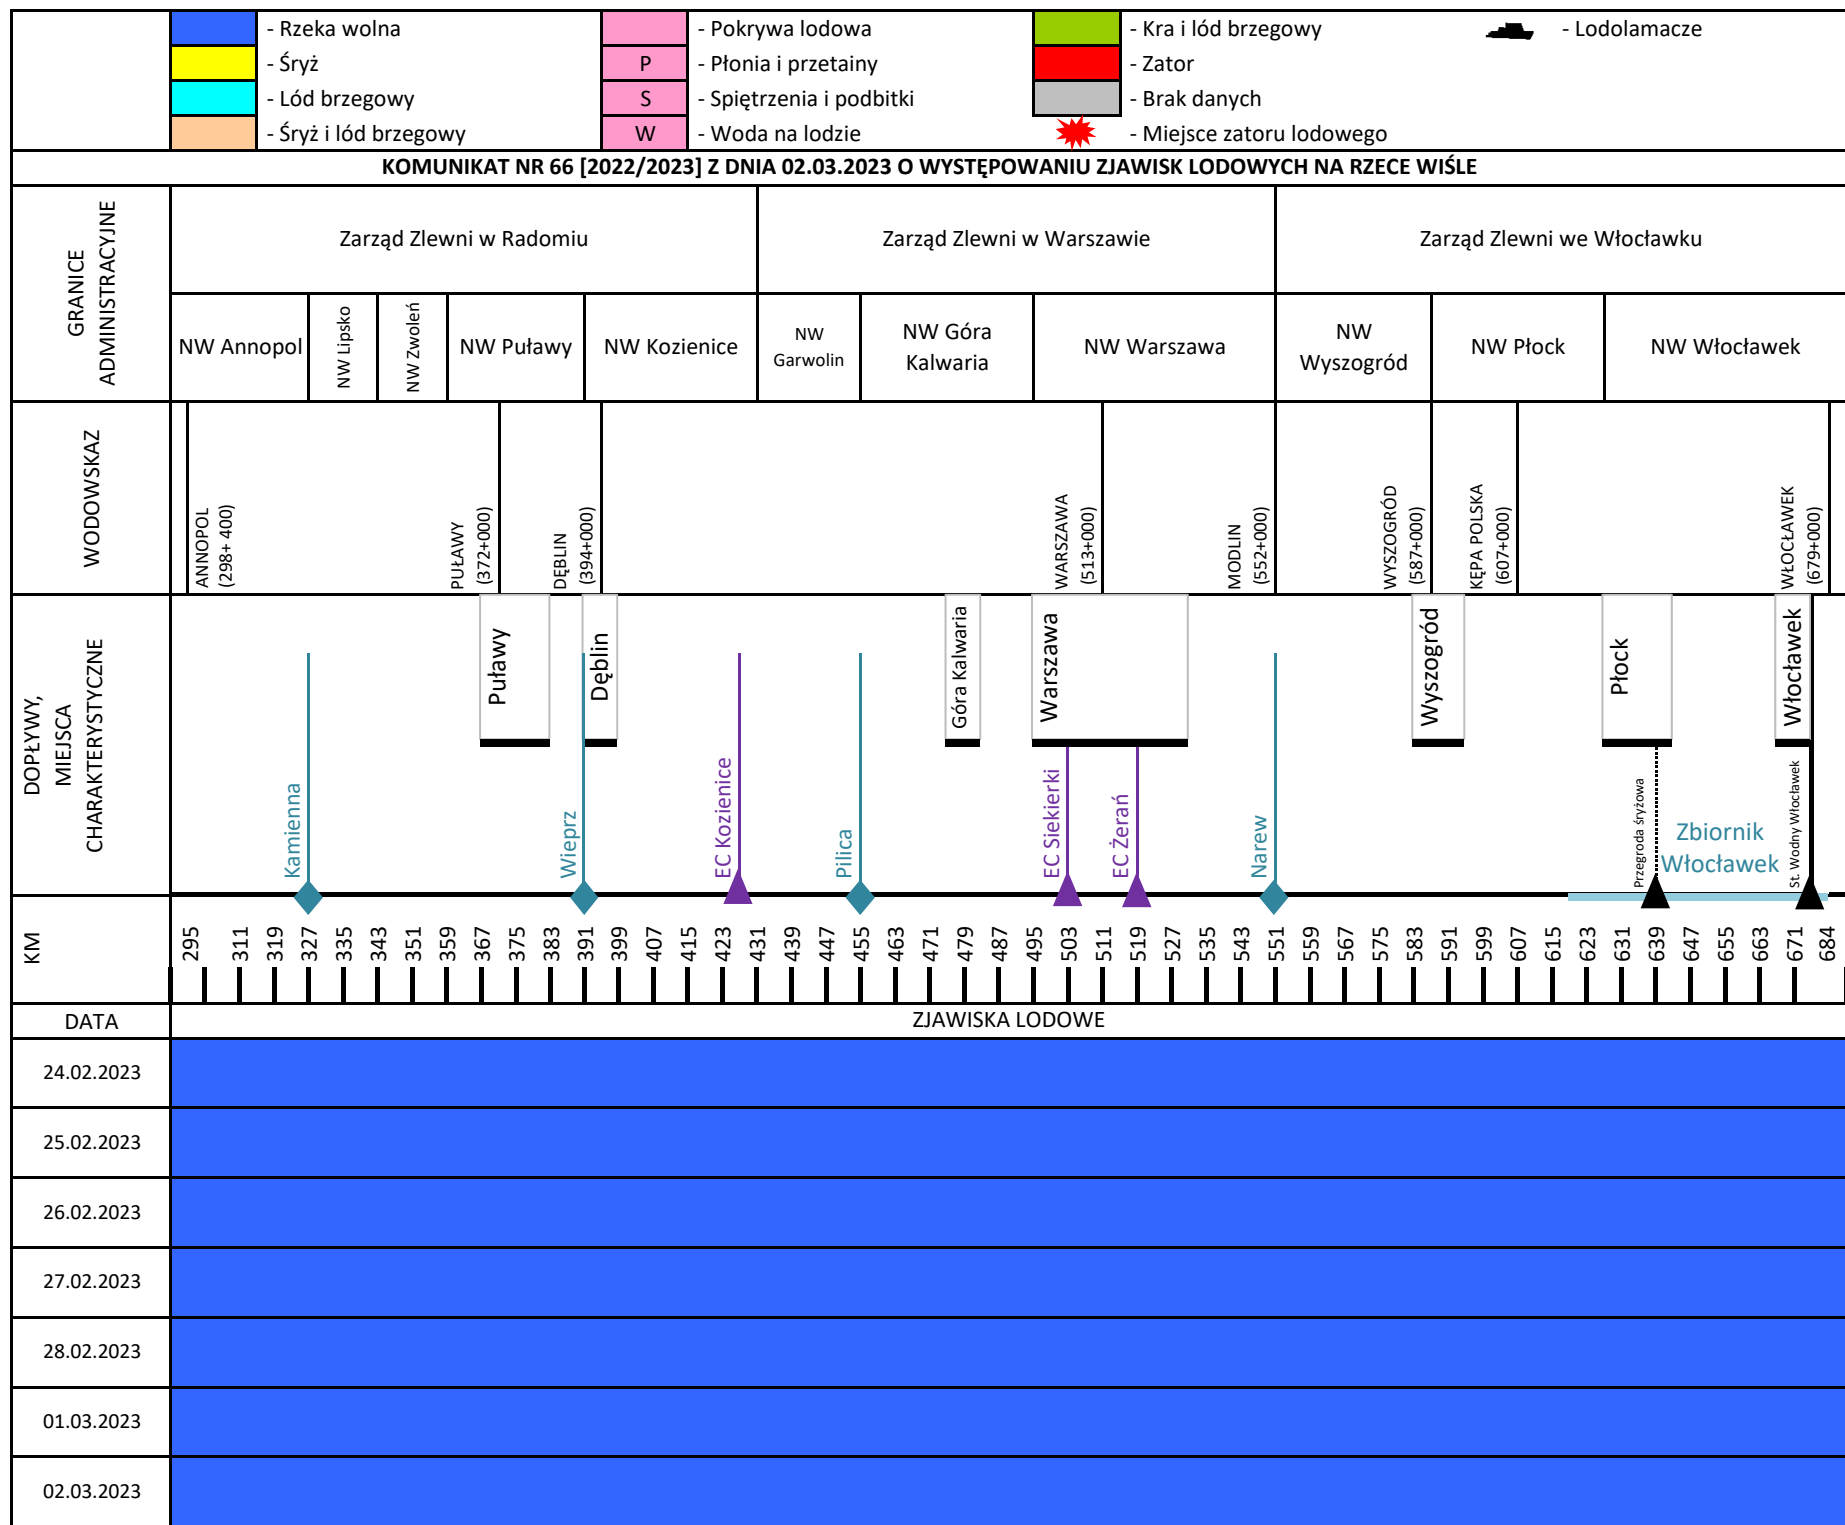 - Rzeka wolna
- Pokrywa lodowa
- Kra i lód brzegowy
- Lodolamacze
- Śryż
P
- Płonia i przetainy
- Zator
- Lód brzegowy
S
- Spiętrzenia i podbitki
- Brak danych
- Śryż i lód brzegowy
W
- Woda na lodzie
- Miejsce zatoru lodowego
KOMUNIKAT NR 66 [2022/2023] Z DNIA 02.03.2023 O WYSTĘPOWANIU ZJAWISK LODOWYCH NA RZECE WIŚLE
GRANICE
ADMINISTRACYJNE
Zarząd Zlewni w Radomiu
Zarząd Zlewni w Warszawie
Zarząd Zlewni we Włocławku
NW Annopol
NW Lipsko
NW Zwoleń
NW Puławy
NW Kozienice
NW
Garwolin
NW Góra
Kalwaria
NW Warszawa
NW
Wyszogród
NW Płock
NW Włocławek
WODOWSKAZ
ANNOPOL
(298+ 400)
PUŁAWY
(372+000)
DĘBLIN
(394+000)
WARSZAWA
(513+000)
MODLIN
(552+000)
WYSZOGRÓD
(587+000)
KĘPA POLSKA
(607+000)
WŁOCŁAWEK
(679+000)
DOPŁYWY,
MIEJSCA
CHARAKTERYSTYCZNE
Kamienna
Puławy
Wieprz
Dęblin
EC Kozienice
Pilica
Góra Kalwaria
Warszawa
EC Siekierki
EC Żerań
Narew
Wyszogród
Płock
Przegroda śryżowa
Zbiornik
Włocławek
Włocławek
St. Wodny Włocławek
KM
295
311
319
327
335
343
351
359
367
375
383
391
399
407
415
423
431
439
447
455
463
471
479
487
495
503
511
519
527
535
543
551
559
567
575
583
591
599
607
615
623
631
639
647
655
663
671
684
DATA
ZJAWISKA LODOWE
24.02.2023
25.02.2023
26.02.2023
27.02.2023
28.02.2023
01.03.2023
02.03.2023